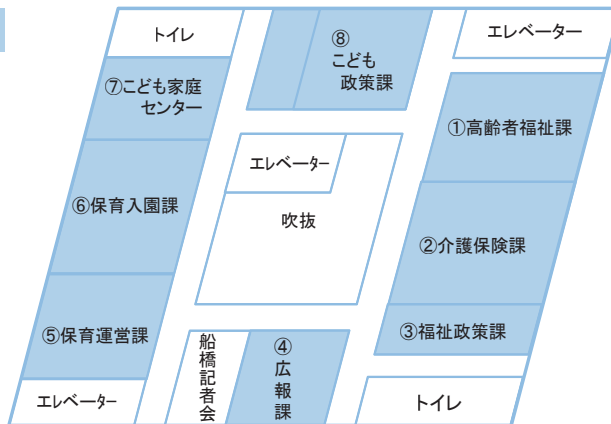 トイレ
⑧
こども
政策課
エレベーター
⑦こども家庭
センター
①高齢者福祉課
エレベーター
⑥保育入園課
吹抜
②介護保険課
⑤保育運営課
船橋記者会
④
広報課
③福祉政策課
エレベーター
トイレ